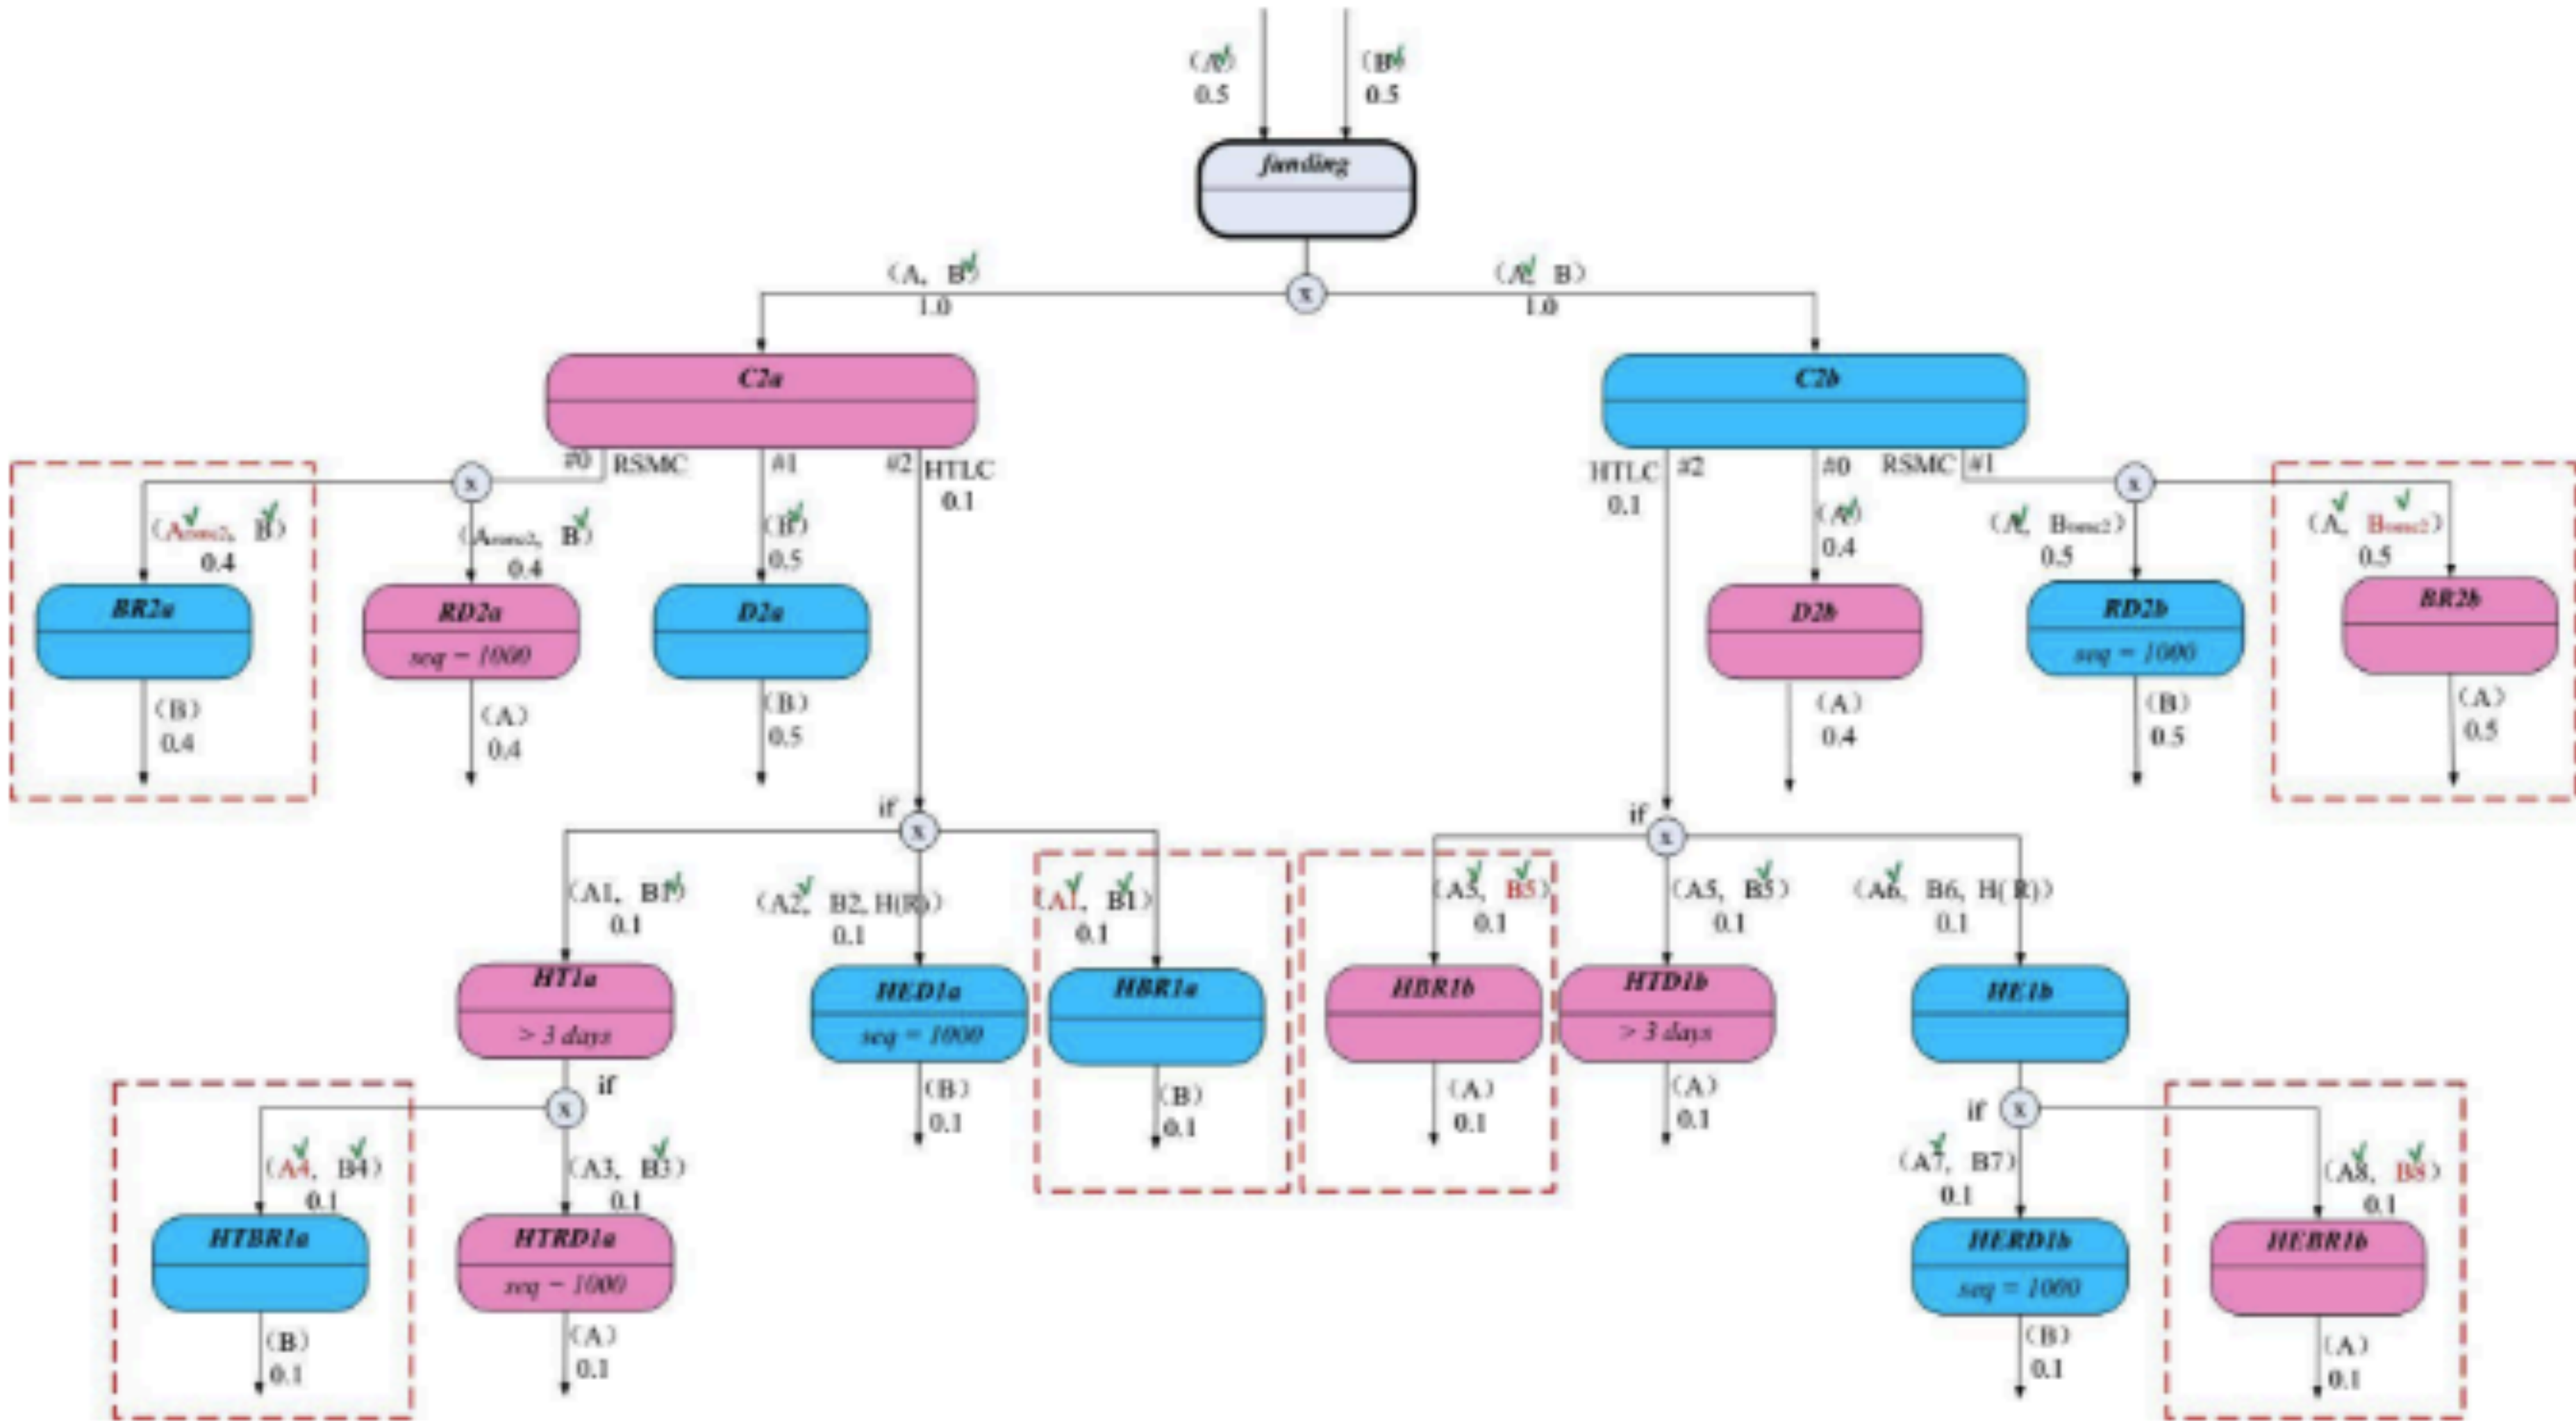 (A) (B)
0.5 0.5
funding
(A, B) (A, B)
1.0 1.0
x
C2a C2b
#0 RSMC #1 #2 HTLC HTLC #2 #0 RSMC #1
0.1 0.1
x x
(Arsmc2, B) (Arsmc2, B) (B) (A) (A, Brsmc2) (A, Brsmc2)
0.4 0.4 0.5 0.4 0.5 0.5
BR2a RD2a D2a D2b RD2b BR2b
seq = 1000 seq = 1000
(B) (A) (B) (A) (B) (A)
0.4 0.4 0.5 0.4 0.5 0.5
if if
x x
(A1, B1) (A2, B2, H(R)) (A1, B1) (A5, B5) (A5, B5) (A6, B6, H(R))
0.1 0.1 0.1 0.1 0.1 0.1
HT1a HED1a HBR1a HBR1b HTD1b HE1b
> 3 days seq = 1000 > 3 days
(B) (B) (A) (A)
0.1 0.1 0.1 0.1
if if
x x
(A4, B4) (A3, B3) (A7, B7) (A8, B8)
0.1 0.1 0.1 0.1
HTBR1a HTRD1a HERD1b HEBR1b
seq = 1000 seq = 1000
(B) (A) (B) (A)
0.1 0.1 0.1 0.1